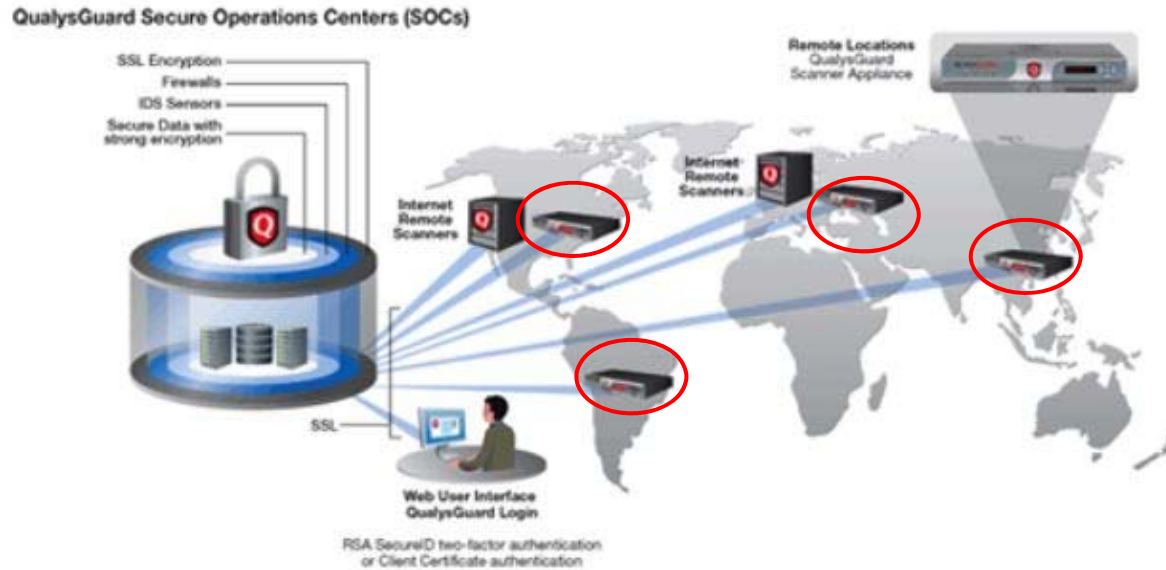 QualysGuard Secure Operations Centers (SOCs)
SSL Encryption
Firewalls
IDS Sensors
Secure Data with
strong encryption
Q
Internet
Remote
Scanners
Q
Internet
Remote
Scanners
Q
Remote Locations
QualysGuard
Scanner Appliance
SSL
Web User Interface
QualysGuard Login
RSA SecureID two-factor authentication
or Client Certificate authentication